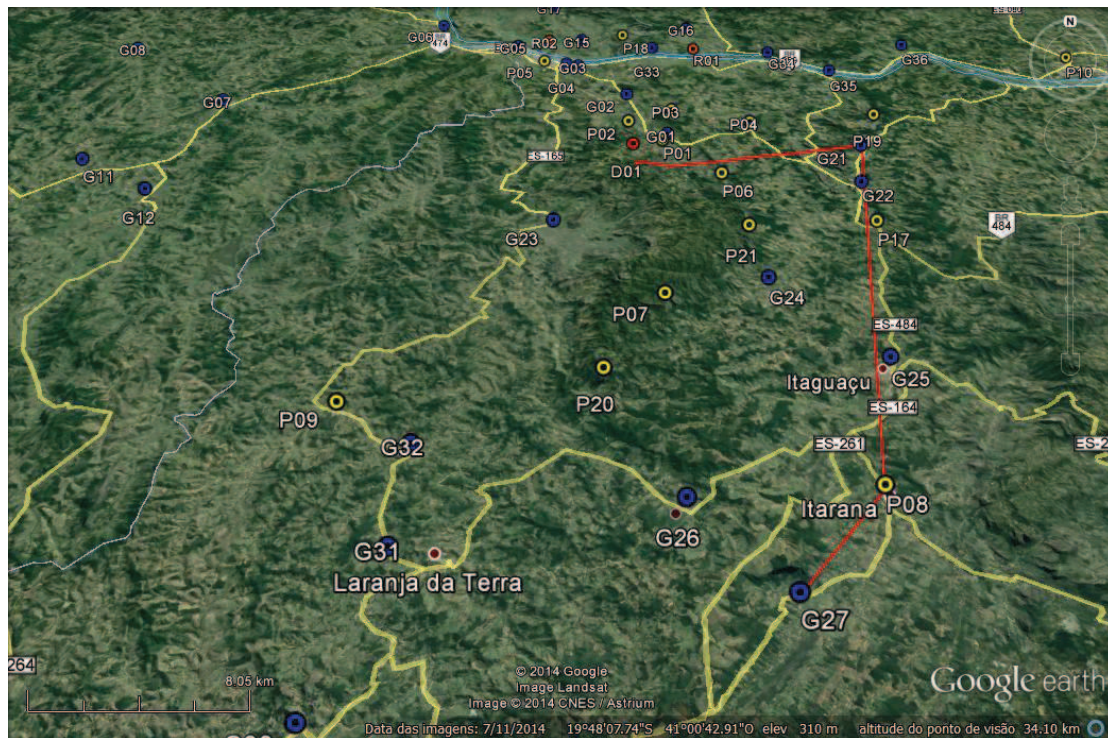 G17
ES-080
N
G06
BR
474
G08
G05
R02
G15
P18
G16
R01
G34
G36
P10
P05
G03
G33
G35
G04
G07
G02
P03
P04
P02
G01
P01
P19
G21
ES-165
D01
P06
G22
G11
G12
G23
P21
P17
BR
484
G24
P07
ES-484
Itaguaçu
G25
P20
ES-164
P09
G32
ES-261
Itarana
P08
G26
G31
Laranja da Terra
G27
264
8.05 km
© 2014 Google
Image Landsat
Image © 2014 CNES / Astrium
Google earth
Data das imagens: 7/11/2014 19°48'07.74"S 41°00'42.91"O elev 310 m altitude do ponto de visão 34.10 km